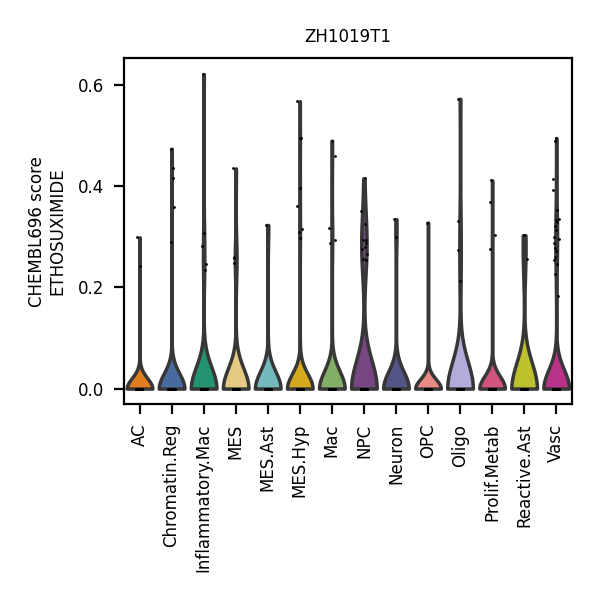 ZH1019T1
CHEMBL696 score
ETHOSUXIMIDE
0.6
0.4
0.2
0.0
AC
Chromatin.Reg
Inflammatory.Mac
MES
MES.Ast
MES.Hyp
Mac
NPC
Neuron
OPC
Oligo
Prolif.Metab
Reactive.Ast
Vasc